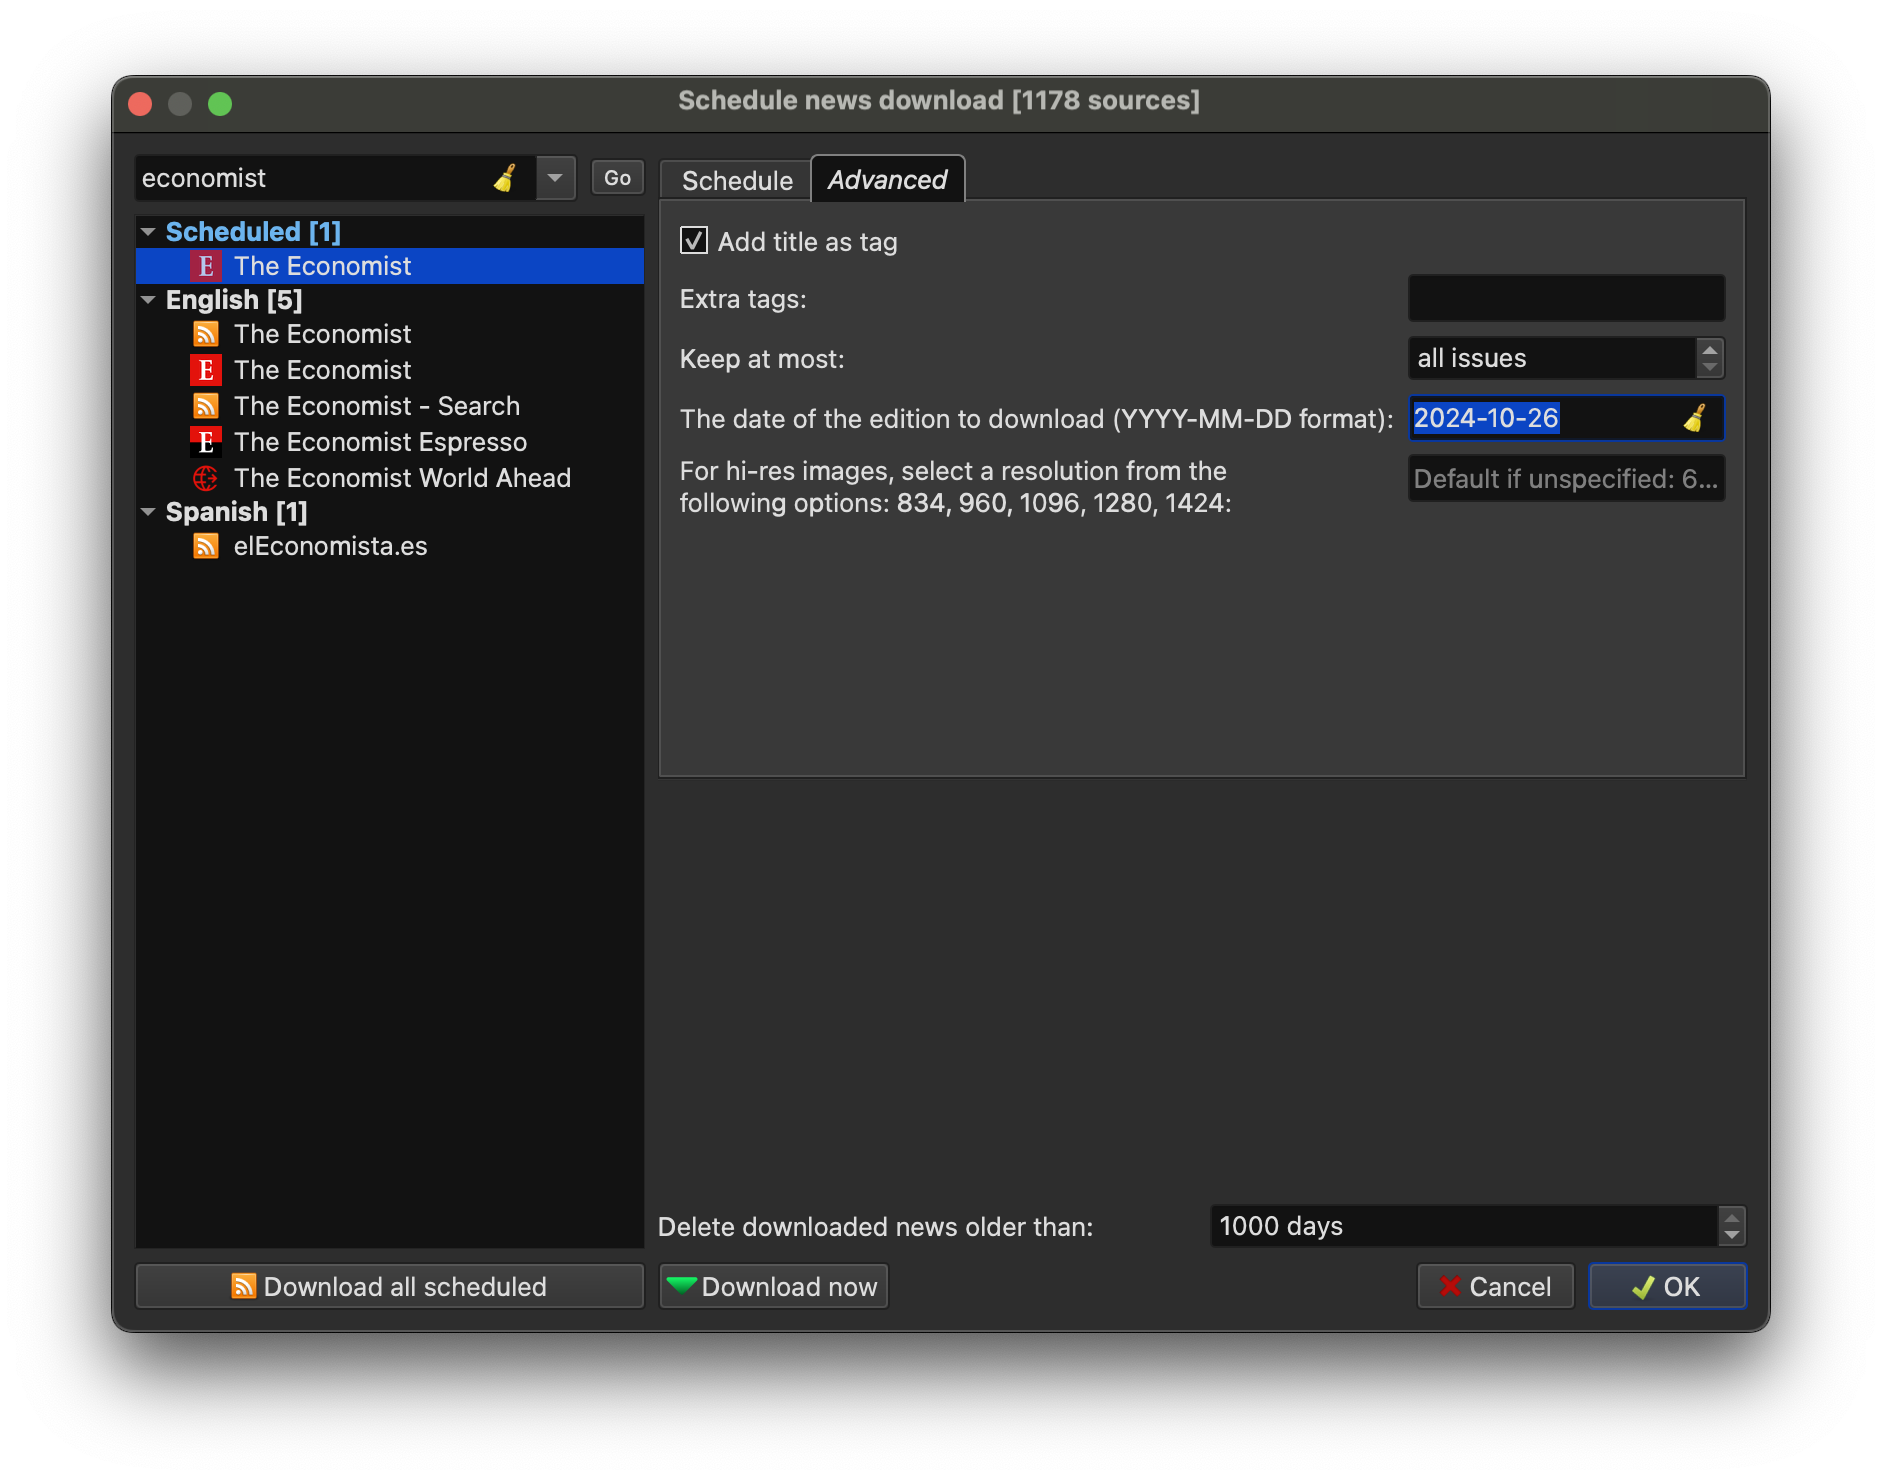 Schedule news download [1178 sources]
economist
Go
Scheduled [1]
E The Economist
English [5]
The Economist
E The Economist
The Economist - Search
E The Economist Espresso
The Economist World Ahead
Spanish [1]
elEconomista.es
Download all scheduled
Schedule
Advanced
Add title as tag
Extra tags:
Keep at most:
all issues
The date of the edition to download (YYYY-MM-DD format):
2024-10-26
For hi-res images, select a resolution from the
following options: 834, 960, 1096, 1280, 1424:
Default if unspecified: 6...
Delete downloaded news older than:
1000 days
Download now
Cancel
OK